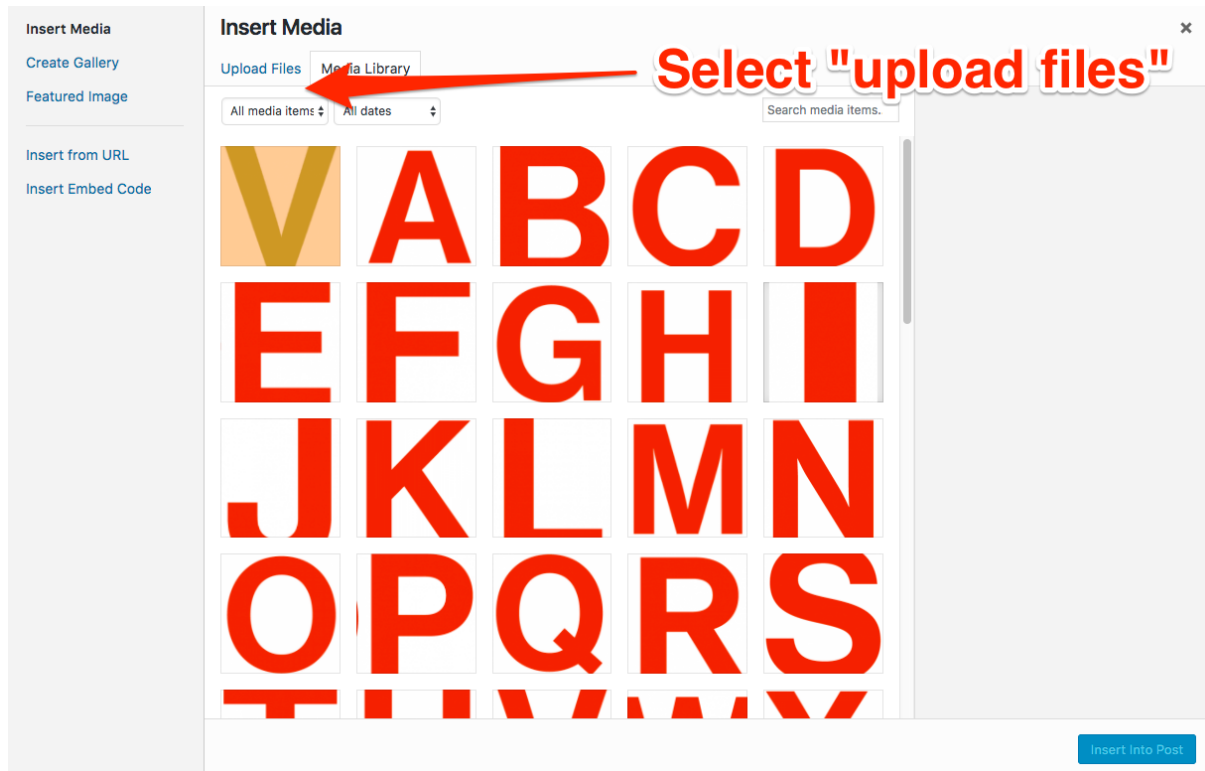 Insert Media
Create Gallery
Featured Image
Insert from URL
Insert Embed Code
Insert Media
×
Upload Files
Media Library
Select "upload files"
All media items
All dates
Search media items.
V A B C D
E F G H I
J K L M N
O P Q R S
T U V W X
Insert Into Post